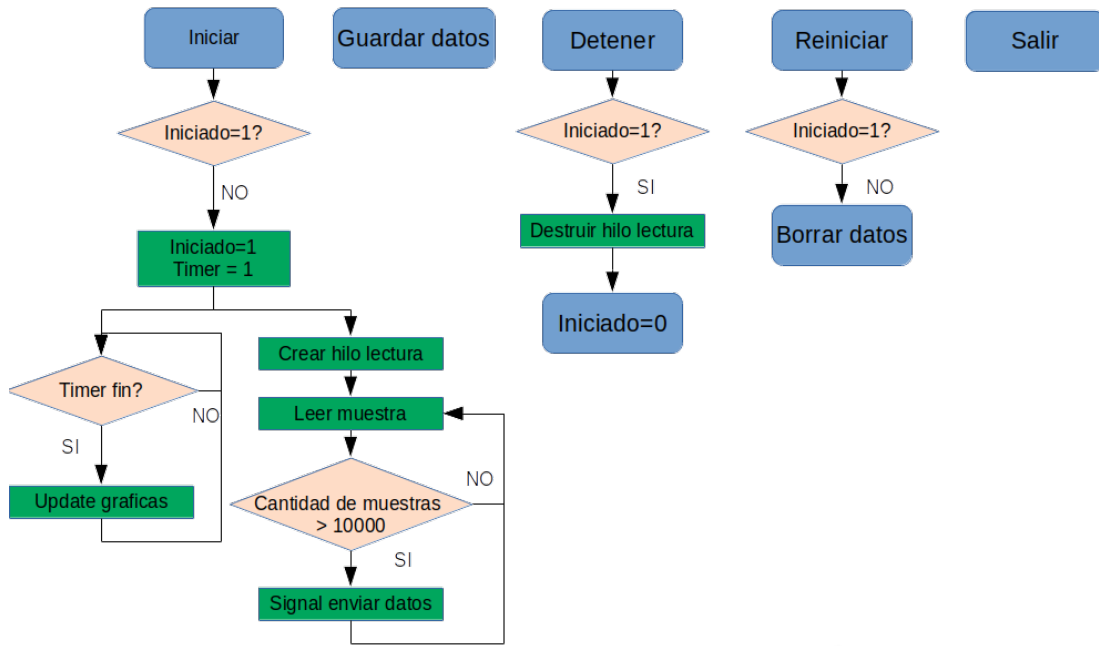 Iniciar
Guardar datos
Detener
Reiniciar
Salir
Iniciado=1?
Iniciado=1?
Iniciado=1?
NO
SI
NO
Iniciado=1
Timer = 1
Destruir hilo lectura
Borrar datos
Iniciado=0
Crear hilo lectura
Timer fin?
NO
Leer muestra
SI
NO
Update graficas
Cantidad de muestras
> 10000
SI
Signal enviar datos